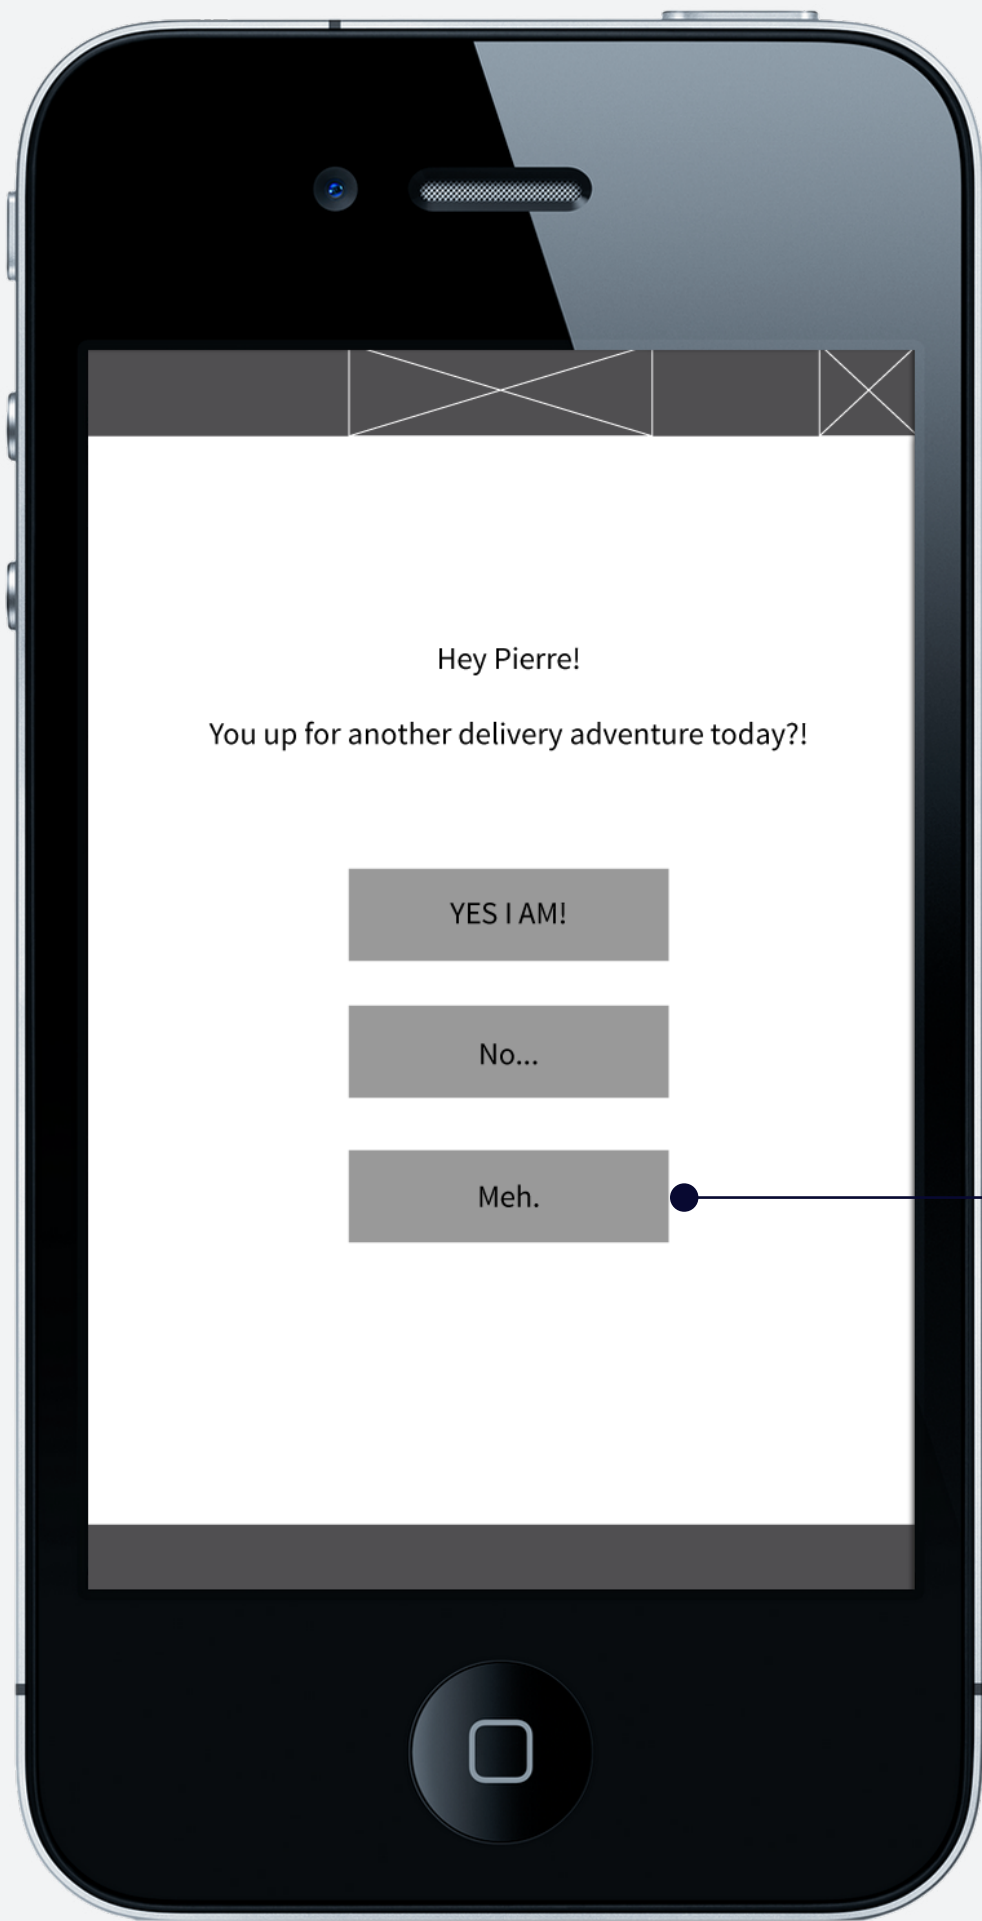 Hey Pierre!
You up for another delivery adventure today?!
YES I AM!
No...
Meh.